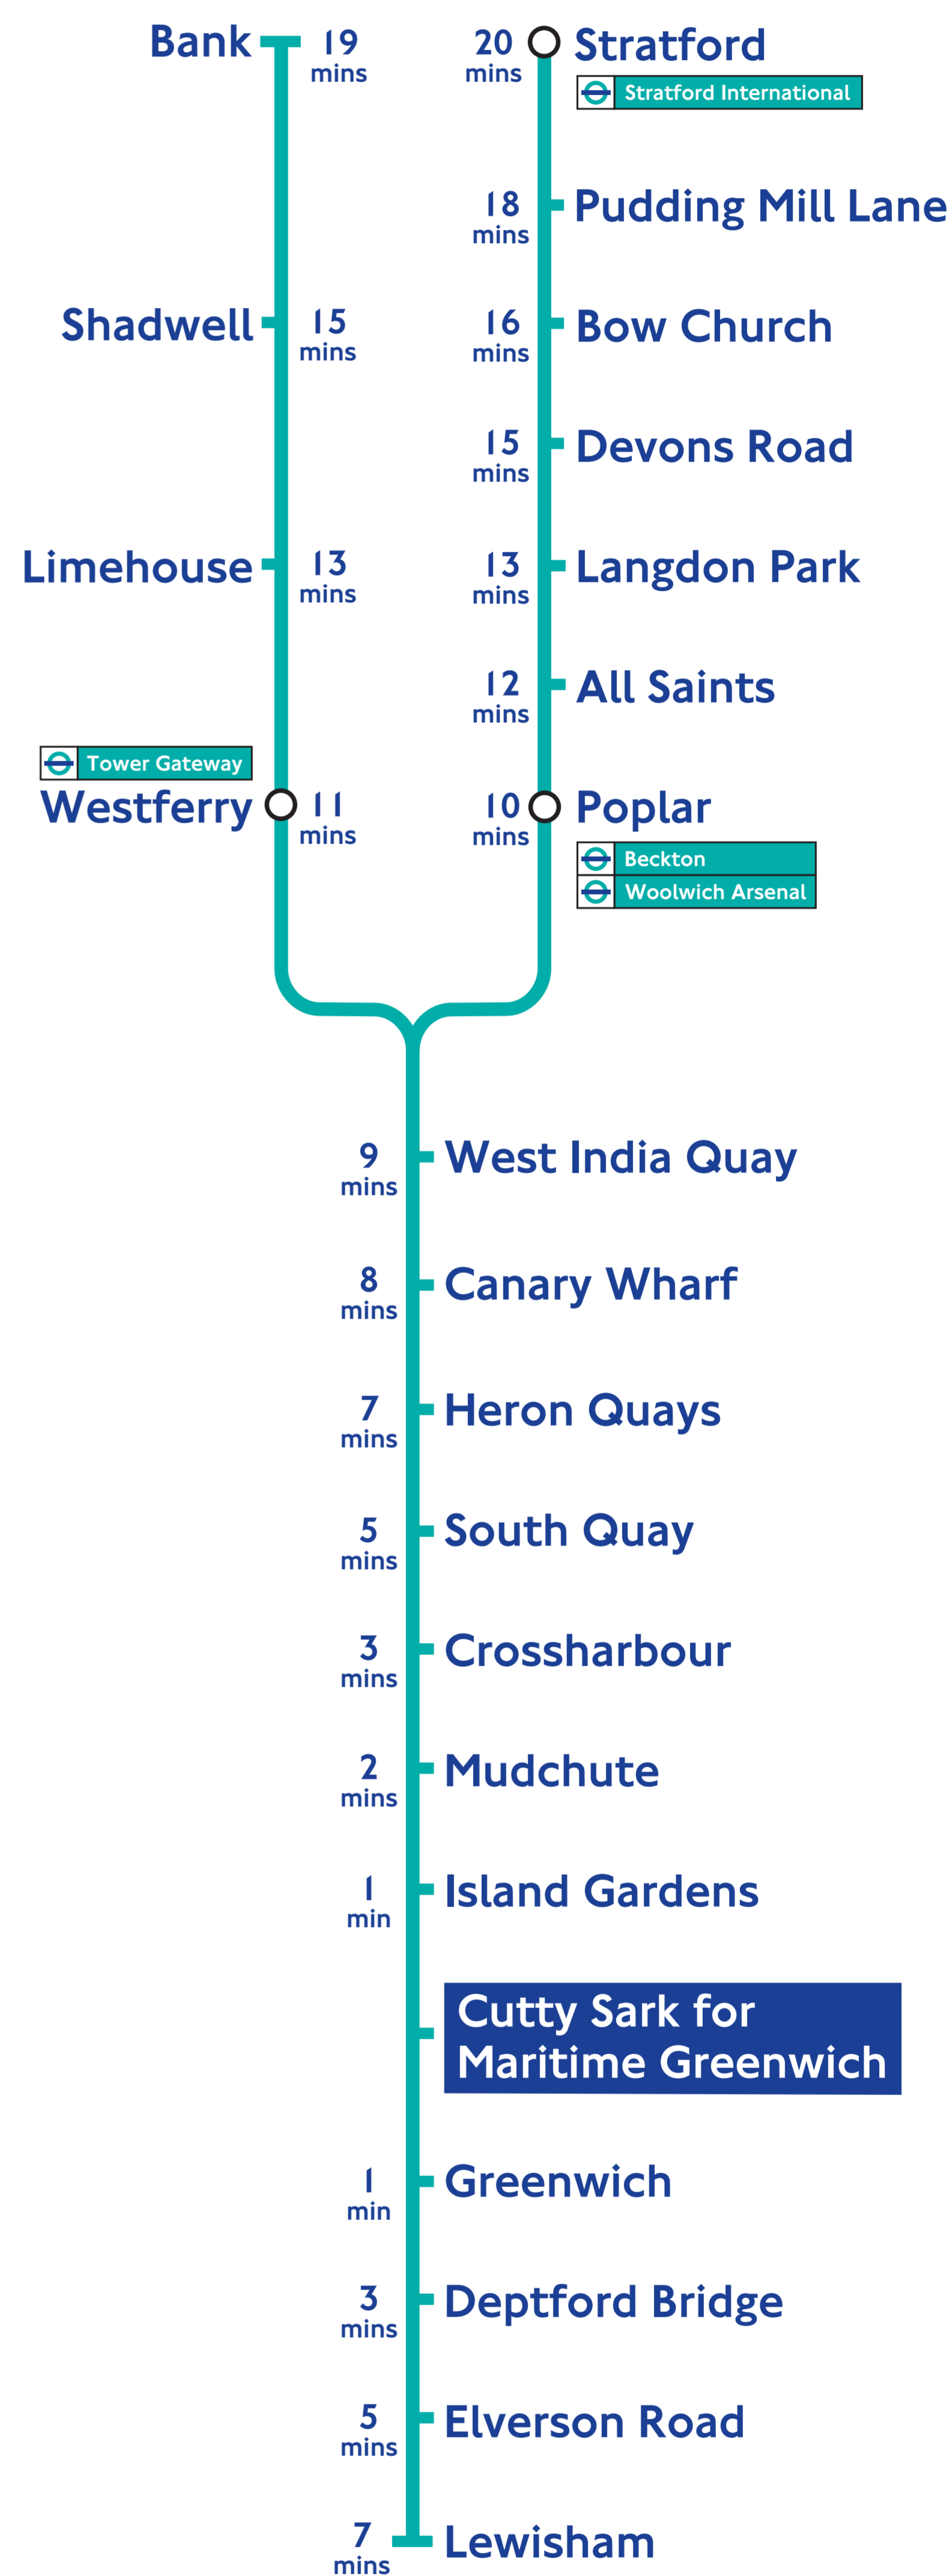 Bank
19
mins
20
mins
Stratford
Stratford International
18
mins
Pudding Mill Lane
Shadwell
15
mins
16
mins
Bow Church
15
mins
Devons Road
Limehouse
13
mins
13
mins
Langdon Park
12
mins
All Saints
Tower Gateway
Westferry
11
mins
10
mins
Poplar
Beckton
Woolwich Arsenal
9
mins
West India Quay
8
mins
Canary Wharf
7
mins
Heron Quays
5
mins
South Quay
3
mins
Crossharbour
2
mins
Mudchute
1
min
Island Gardens
Cutty Sark for
Maritime Greenwich
1
min
Greenwich
3
mins
Deptford Bridge
5
mins
Elverson Road
7
mins
Lewisham